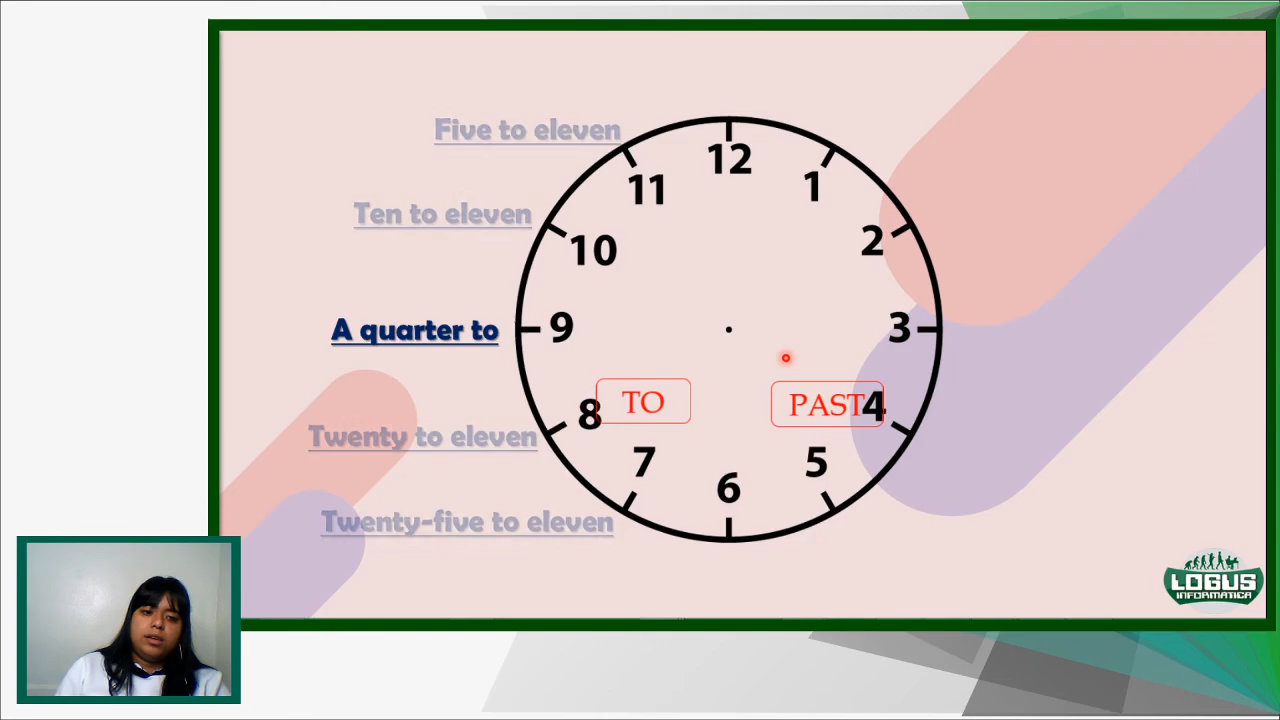 Five to eleven
12
11
1
Ten to eleven
10
2
A quarter to
9
3
TO
PAST
8
4
Twenty to eleven
7
5
6
Twenty-five to eleven
LOGUS
INFORMATICA